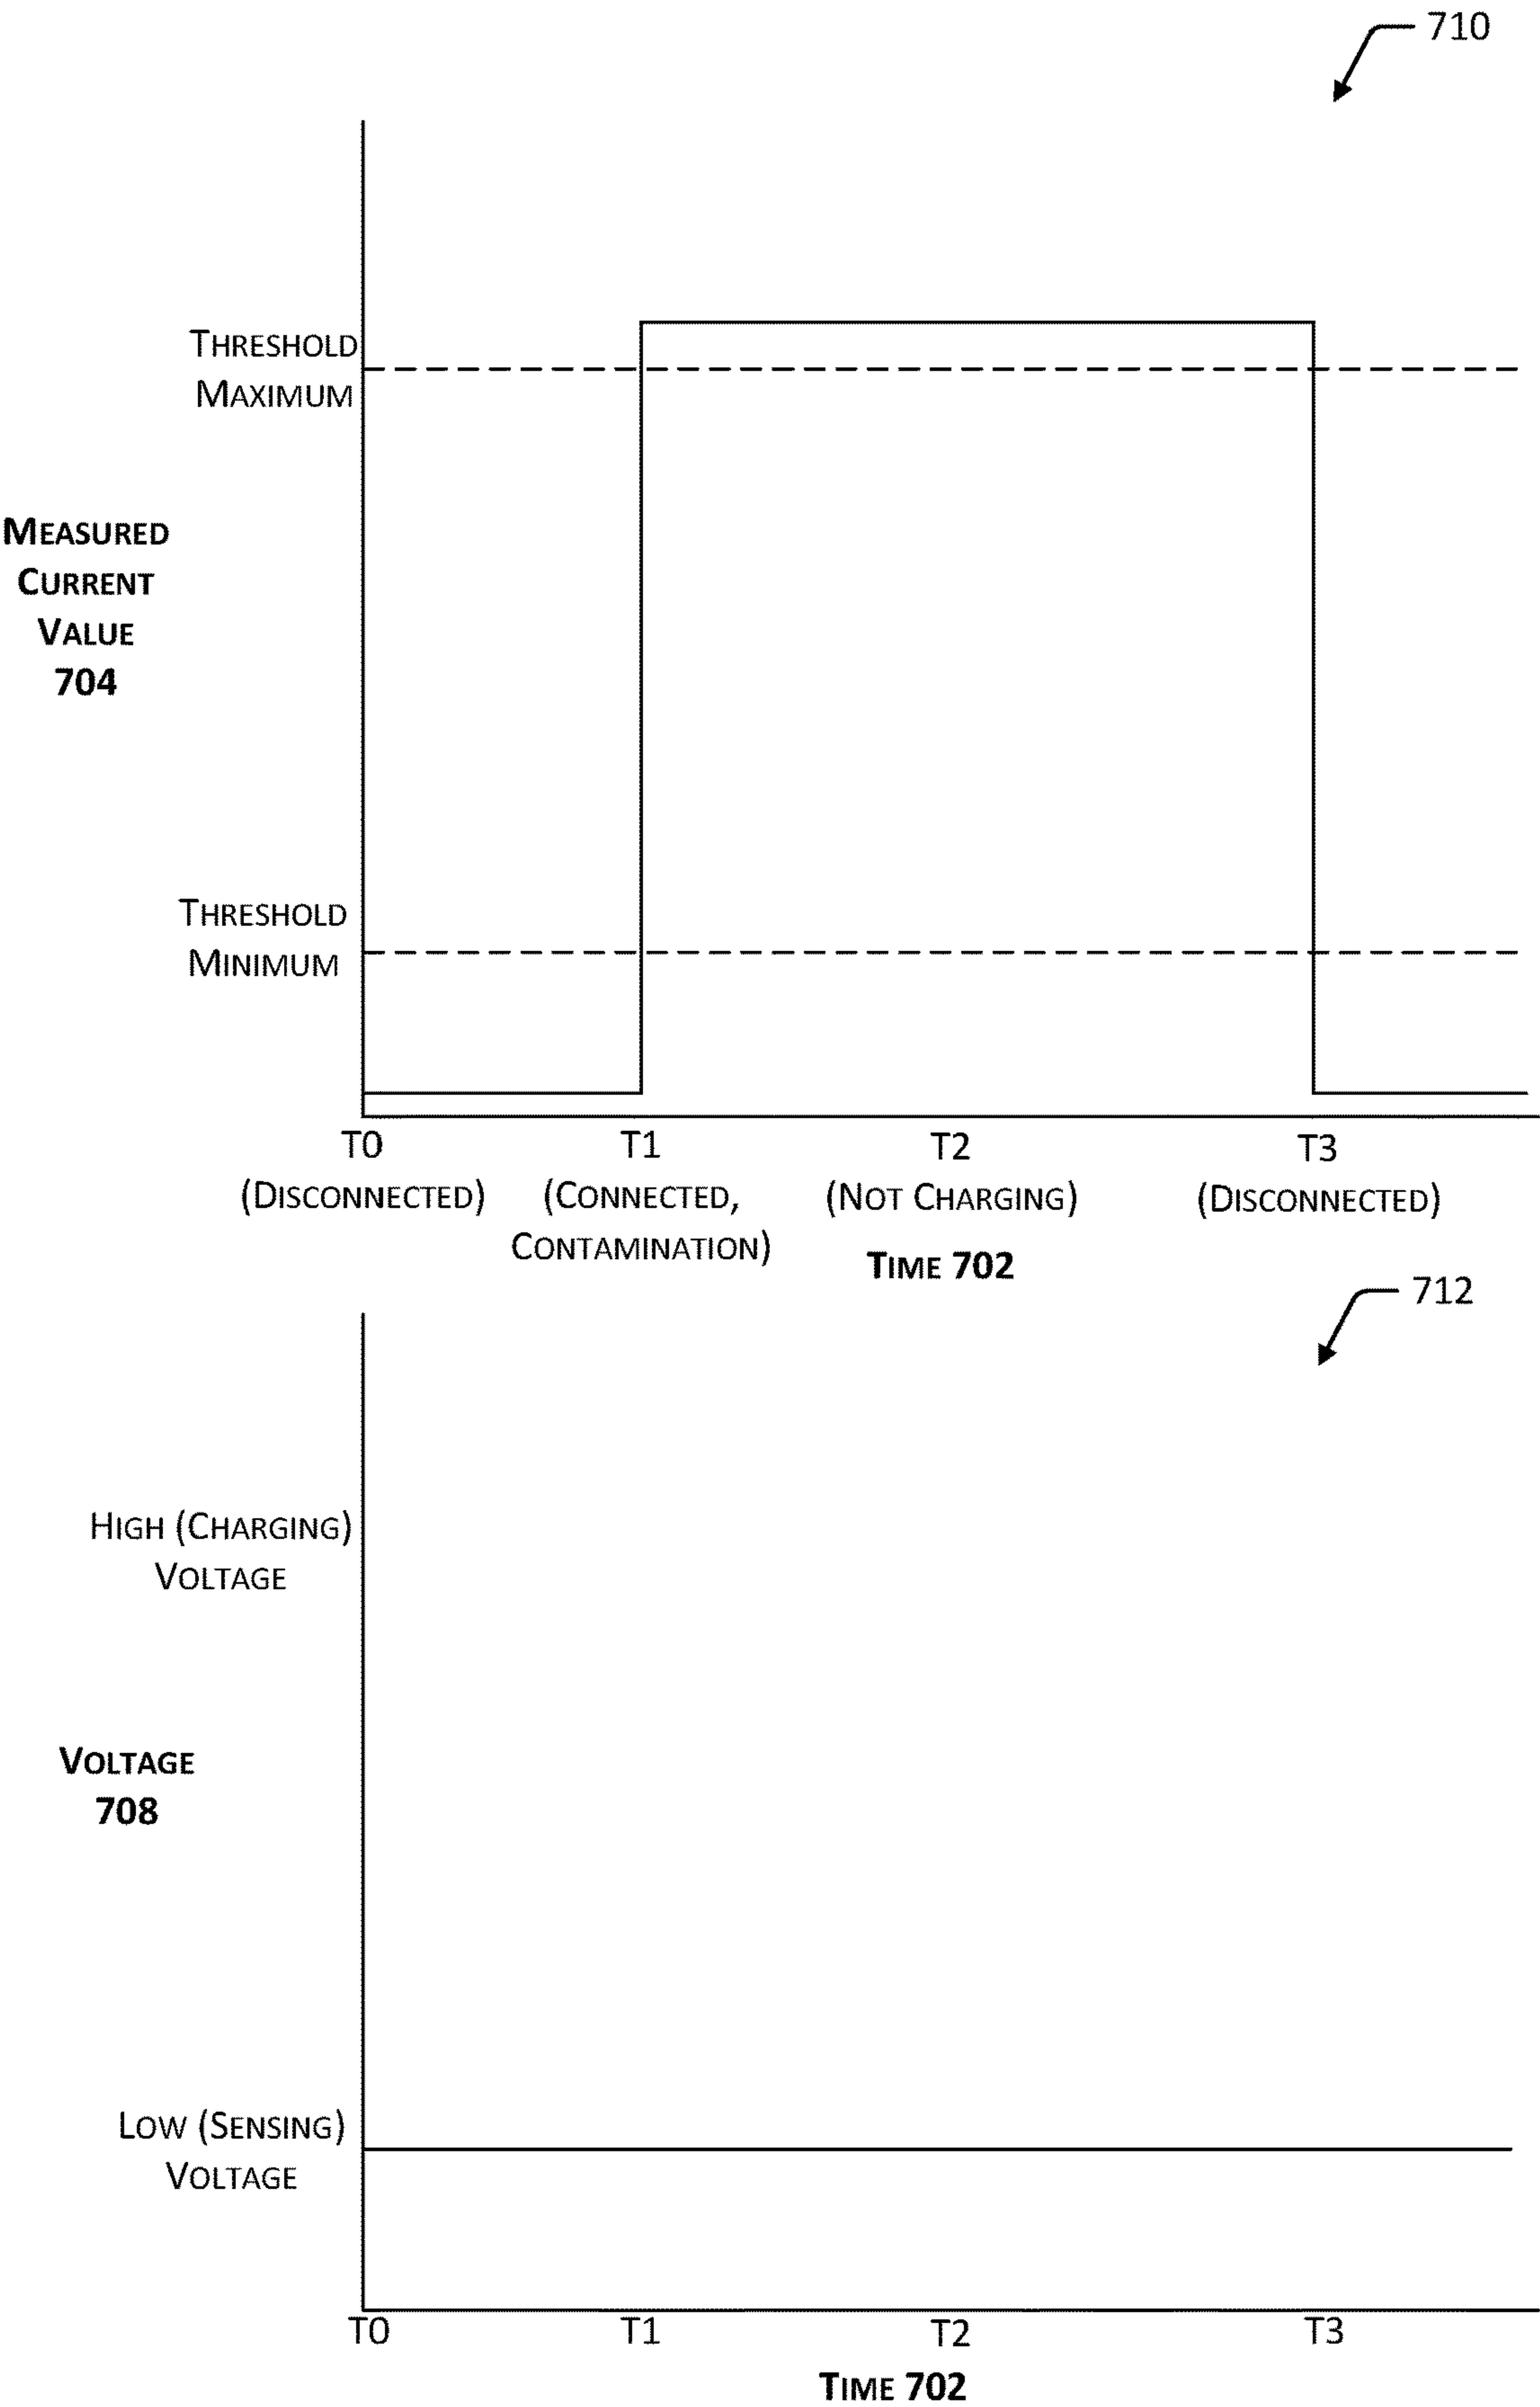 710
THRESHOLD
MAXIMUM
MEASURED
CURRENT
VALUE
704
THRESHOLD
MINIMUM
T0 T1 T2 T3
(DISCONNECTED) (CONNECTED, (NOT CHARGING) (DISCONNECTED)
CONTAMINATION)
TIME 702
712
HIGH (CHARGING)
VOLTAGE
VOLTAGE
708
LOW (SENSING)
VOLTAGE
T0 T1 T2 T3
TIME 702